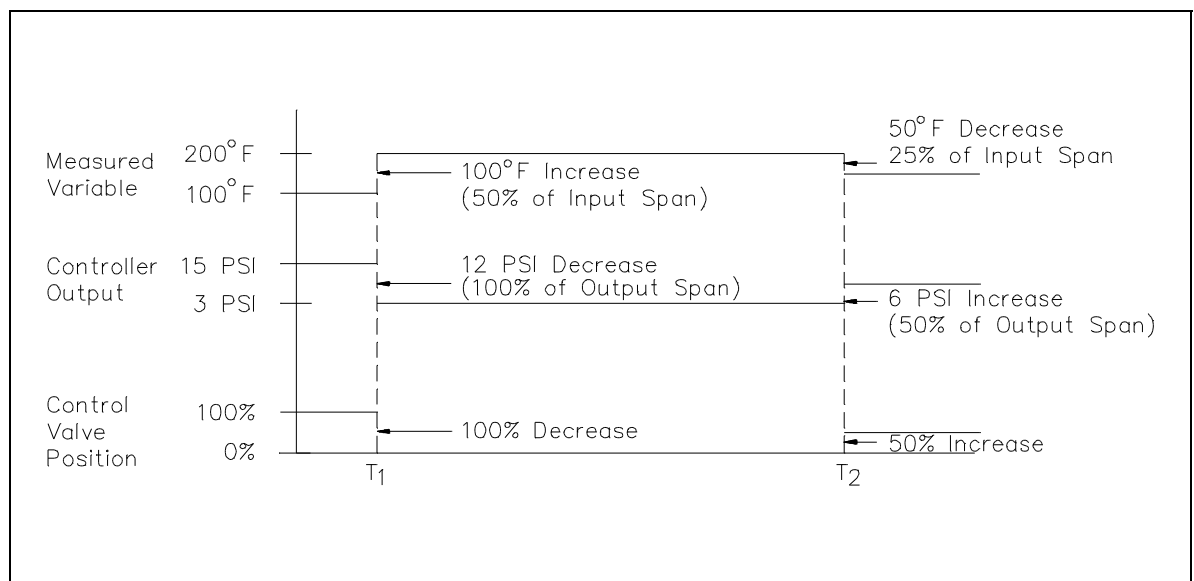 Measured
Variable
200°F
100°F
100°F Increase
(50% of Input Span)
50°F Decrease
25% of Input Span
Controller
Output
15 PSI
3 PSI
12 PSI Decrease
(100% of Output Span)
6 PSI Increase
(50% of Output Span)
Control
Valve
Position
100%
0%
100% Decrease
50% Increase
T1
T2